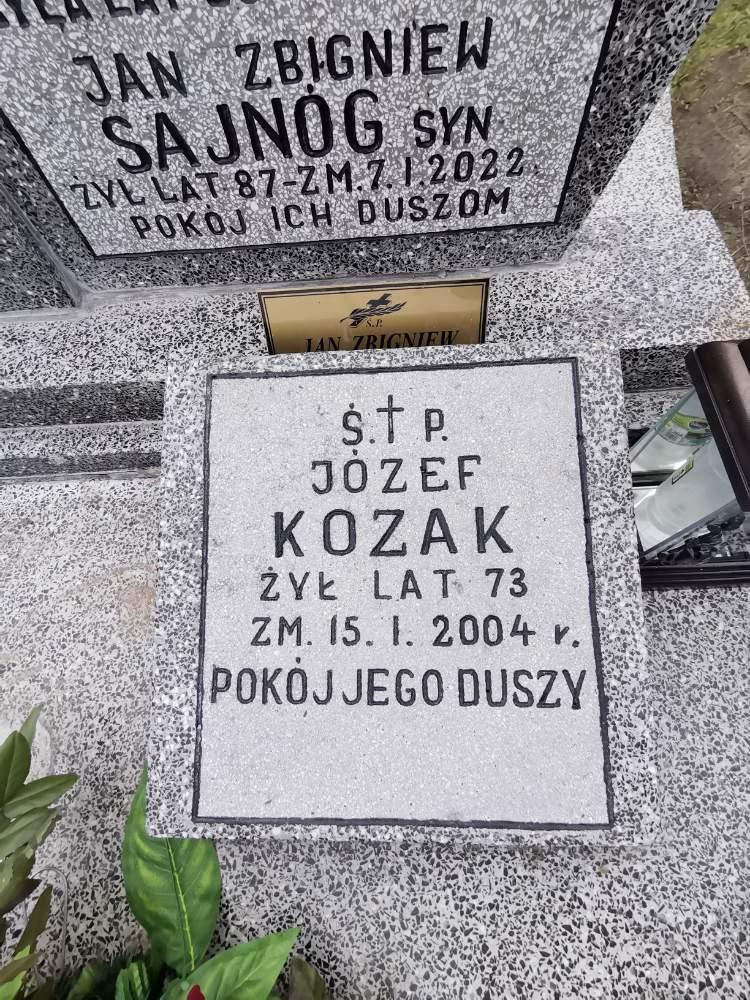 JAN ZBIGNIEW
SAJNÓG SYN
ŻYŁ LAT 87-ZM.7.I.2022.
POKÓJ ICH DUSZOM
Ś.P.
JAN ZBIGNIEW
Ś.†P.
JÓZEF
KOZAK
ŻYŁ LAT 73
ZM. 15. I. 2004 r.
POKÓJ JEGO DUSZY